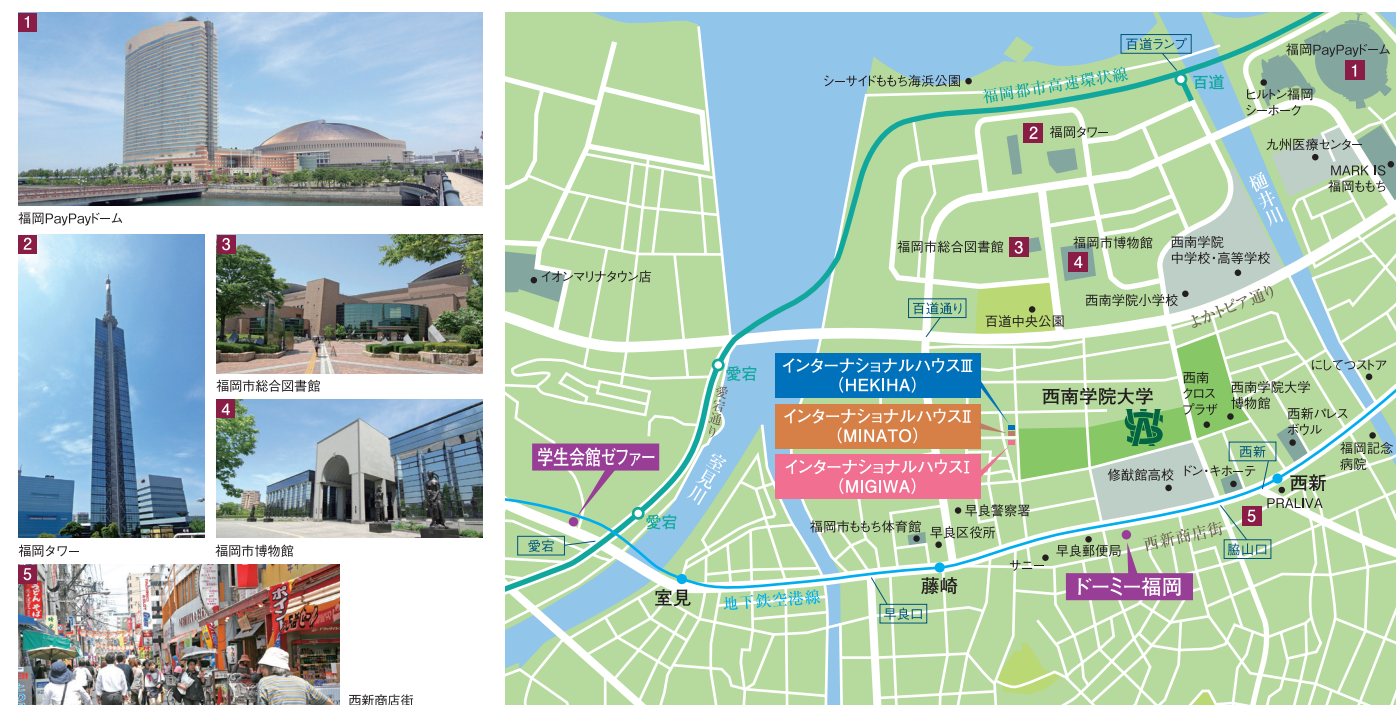 1
福岡PayPayドーム
2
福岡タワー
3
福岡市総合図書館
4
福岡市博物館
5
西新商店街
百道ランプ
福岡PayPayドーム
1
シーサイドももち海浜公園
福岡都市高速環状線
百道
ヒルトン福岡
シーホーク
2
福岡タワー
九州医療センター
MARK IS
福岡ももち
樋井川
福岡市総合図書館
3
福岡市博物館
4
西南学院
中学校・高等学校
イオンマリナタウン店
西南学院小学校
よかトピア通り
百道通り
百道中央公園
インターナショナルハウスⅢ
(HEKIHA)
インターナショナルハウスⅡ
(MINATO)
インターナショナルハウスⅠ
(MIGIWA)
愛宕
愛宕通り
西南学院大学
西南
クロス
プラザ
西南学院大学
博物館
にしてつストア
西新パレス
ボウル
福岡記念
病院
学生会館ゼファー
室見川
西新
西新
PRALIVA
修猷館高校
ドン・キホーテ
愛宕
愛宕
早良警察署
福岡市ももち体育館
早良区役所
5
西新商店街
脇山口
早良郵便局
サニー
ドーミー福岡
藤崎
室見
地下鉄空港線
早良口